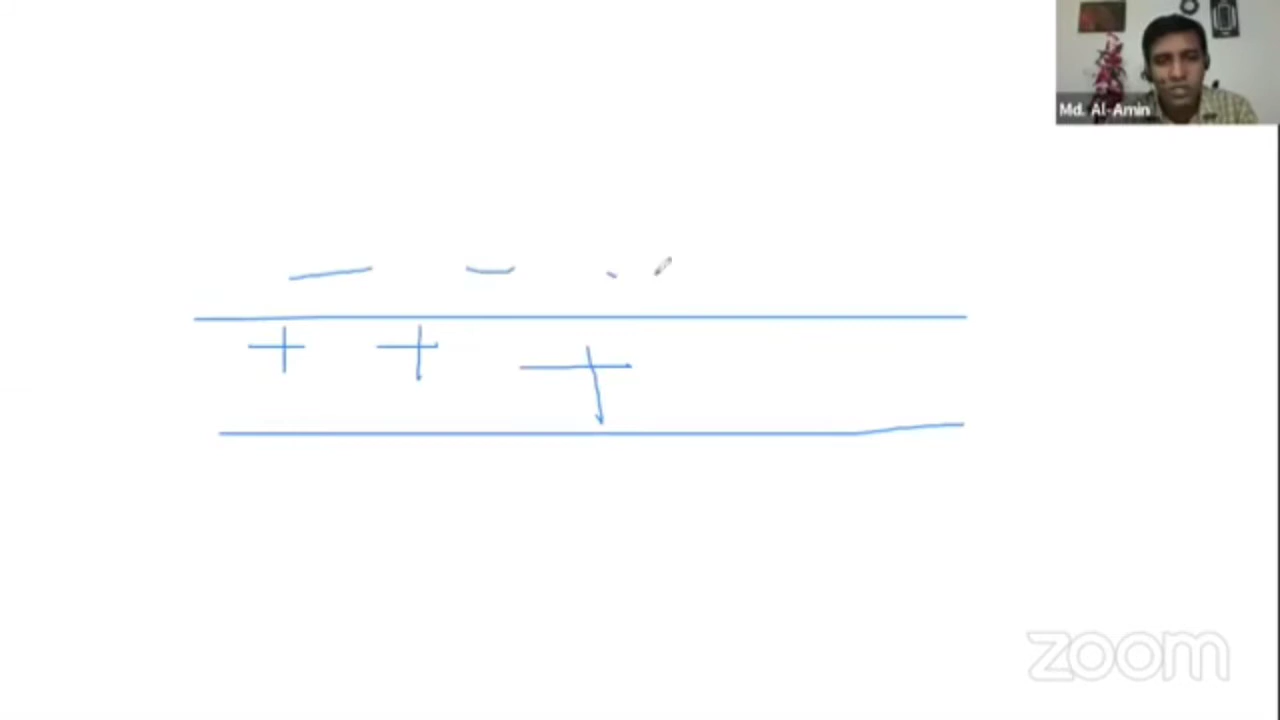 Md. Al-Amin
— - -
+ + +
zoom